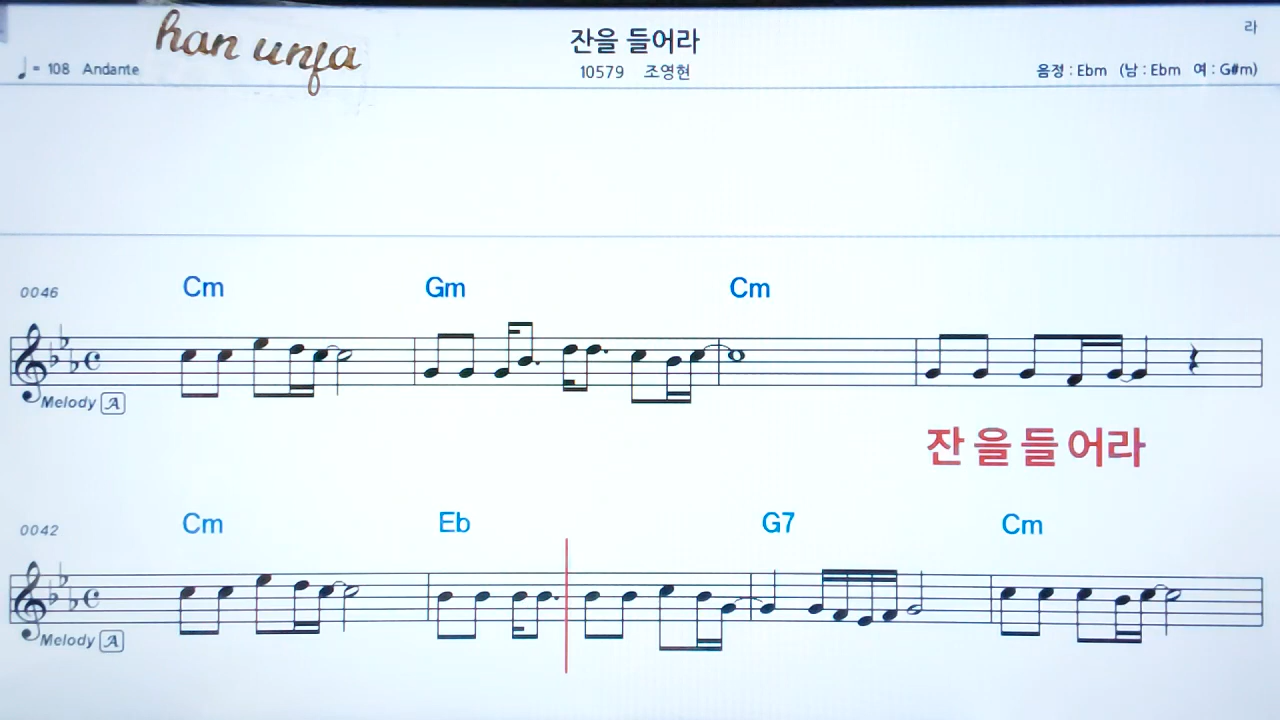 han unfa
잔을 들어라
라
♩= 108 Andante
10579 조영현
음정 : Ebm (남 : Ebm 여 : G#m)
0046 Cm Gm Cm
Melody A
잔을들어라
0042 Cm Eb G7 Cm
Melody A